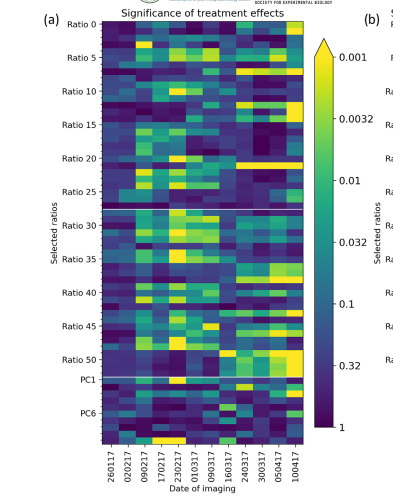 SOCIETY FOR EXPERIMENTAL BIOLOGY
(a)
Significance of treatment effects
(b)
Selected ratios
Ratio 0
Ratio 5
Ratio 10
Ratio 15
Ratio 20
Ratio 25
Ratio 30
Ratio 35
Ratio 40
Ratio 45
Ratio 50
PC1
PC6
260117
020217
090217
170217
230217
010317
090317
160317
240317
300317
050417
100417
Date of imaging
0.001
0.0032
0.01
0.032
0.1
0.32
1
Selected ratios